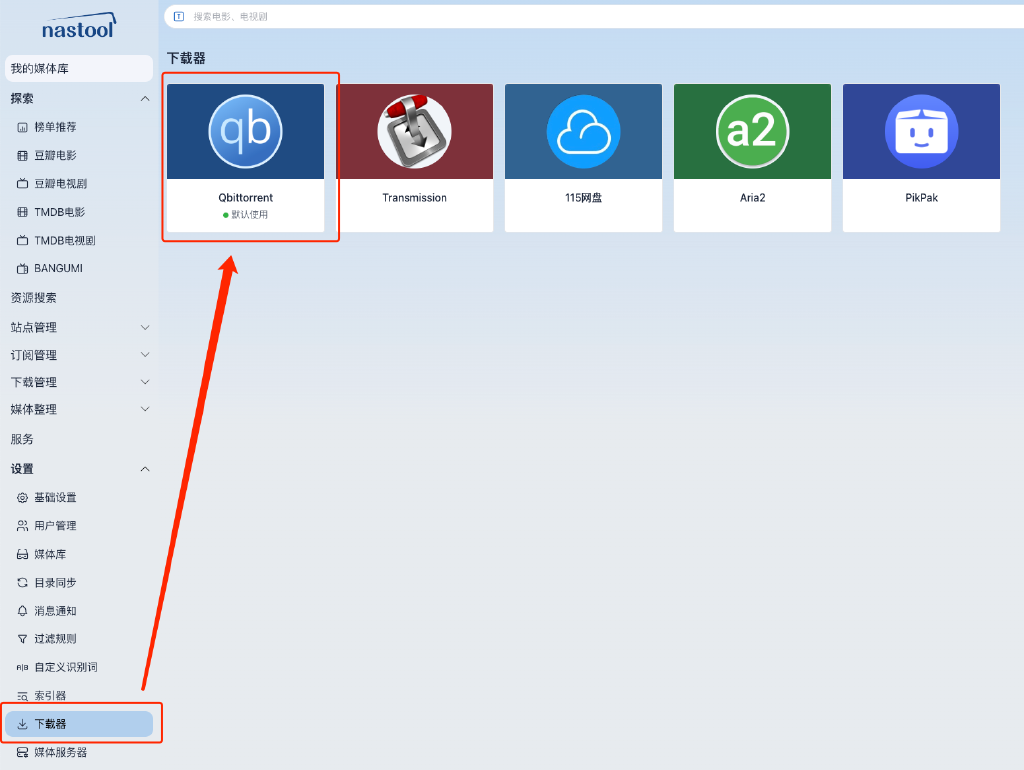 nastool
搜索电影、电视剧
我的媒体库
探索
榜单推荐
豆瓣电影
豆瓣电视剧
TMDB电影
TMDB电视剧
BANGUMI
资源搜索
站点管理
订阅管理
下载管理
媒体整理
服务
设置
基础设置
用户管理
媒体库
目录同步
消息通知
过滤规则
A|B 自定义识别词
索引器
下载器
媒体服务器
下载器
qb
Qbittorrent
默认使用
Transmission
115网盘
a2
Aria2
PikPak